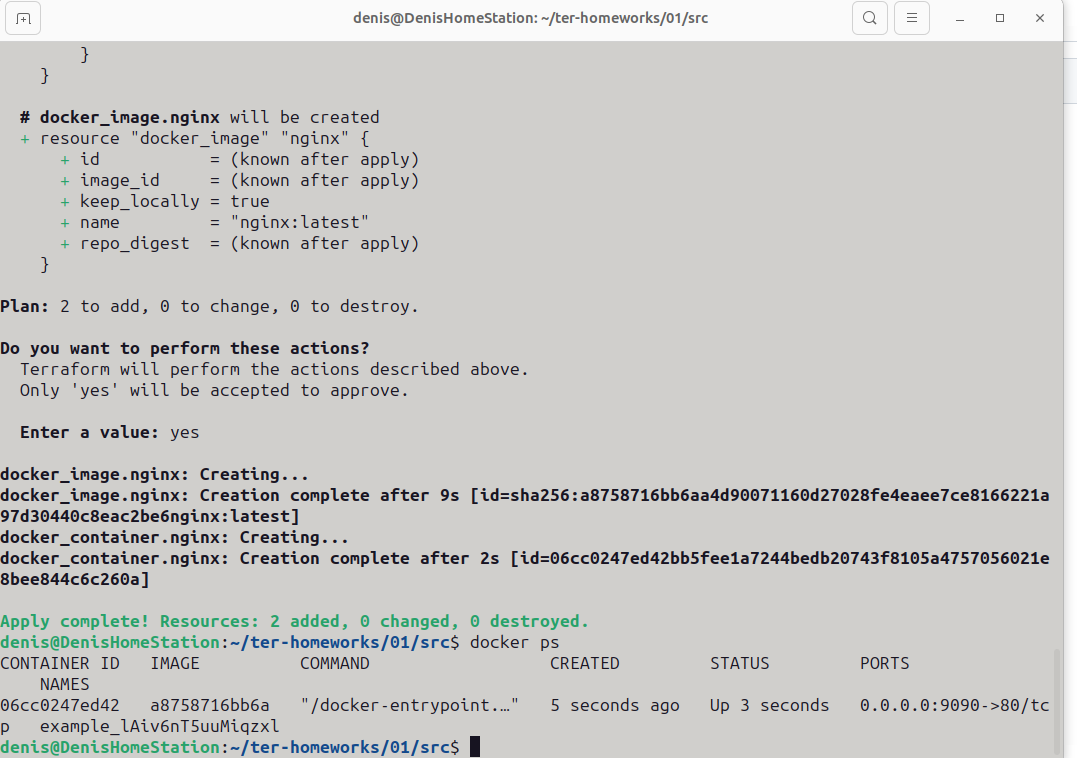 denis@DenisHomeStation: ~/ter-homeworks/01/src
        }
    }
  # docker_image.nginx will be created
  + resource "docker_image" "nginx" {
      + id           = (known after apply)
      + image_id     = (known after apply)
      + keep_locally = true
      + name         = "nginx:latest"
      + repo_digest  = (known after apply)
    }
Plan: 2 to add, 0 to change, 0 to destroy.
Do you want to perform these actions?
  Terraform will perform the actions described above.
  Only 'yes' will be accepted to approve.
  Enter a value: yes
docker_image.nginx: Creating...
docker_image.nginx: Creation complete after 9s [id=sha256:a8758716bb6aa4d90071160d27028fe4eaee7ce8166221a
97d30440c8eac2be6nginx:latest]
docker_container.nginx: Creating...
docker_container.nginx: Creation complete after 2s [id=06cc0247ed42bb5fee1a7244bedb20743f8105a4757056021e
8bee844c6c260a]
Apply complete! Resources: 2 added, 0 changed, 0 destroyed.
denis@DenisHomeStation:~/ter-homeworks/01/src$ docker ps
CONTAINER ID   IMAGE          COMMAND                  CREATED         STATUS         PORTS
    NAMES
06cc0247ed42   a8758716bb6a   "/docker-entrypoint.…"   5 seconds ago   Up 3 seconds   0.0.0.0:9090->80/tc
p   example_lAiv6nT5uuMiqzxl
denis@DenisHomeStation:~/ter-homeworks/01/src$